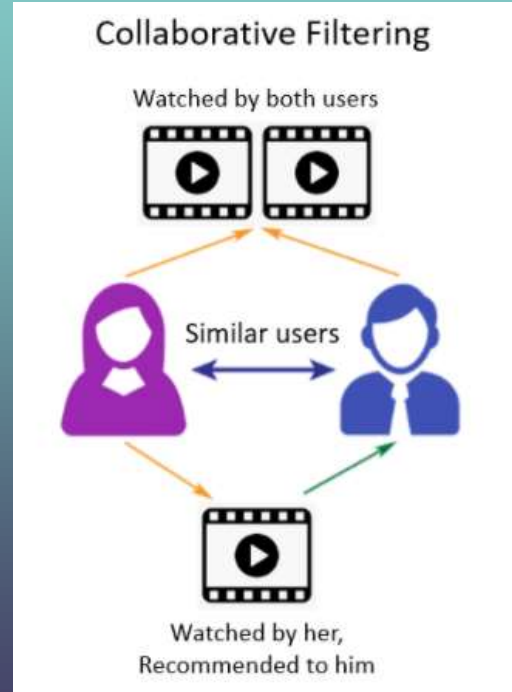 Collaborative Filtering
Watched by both users
Similar users
Watched by her,
Recommended to him